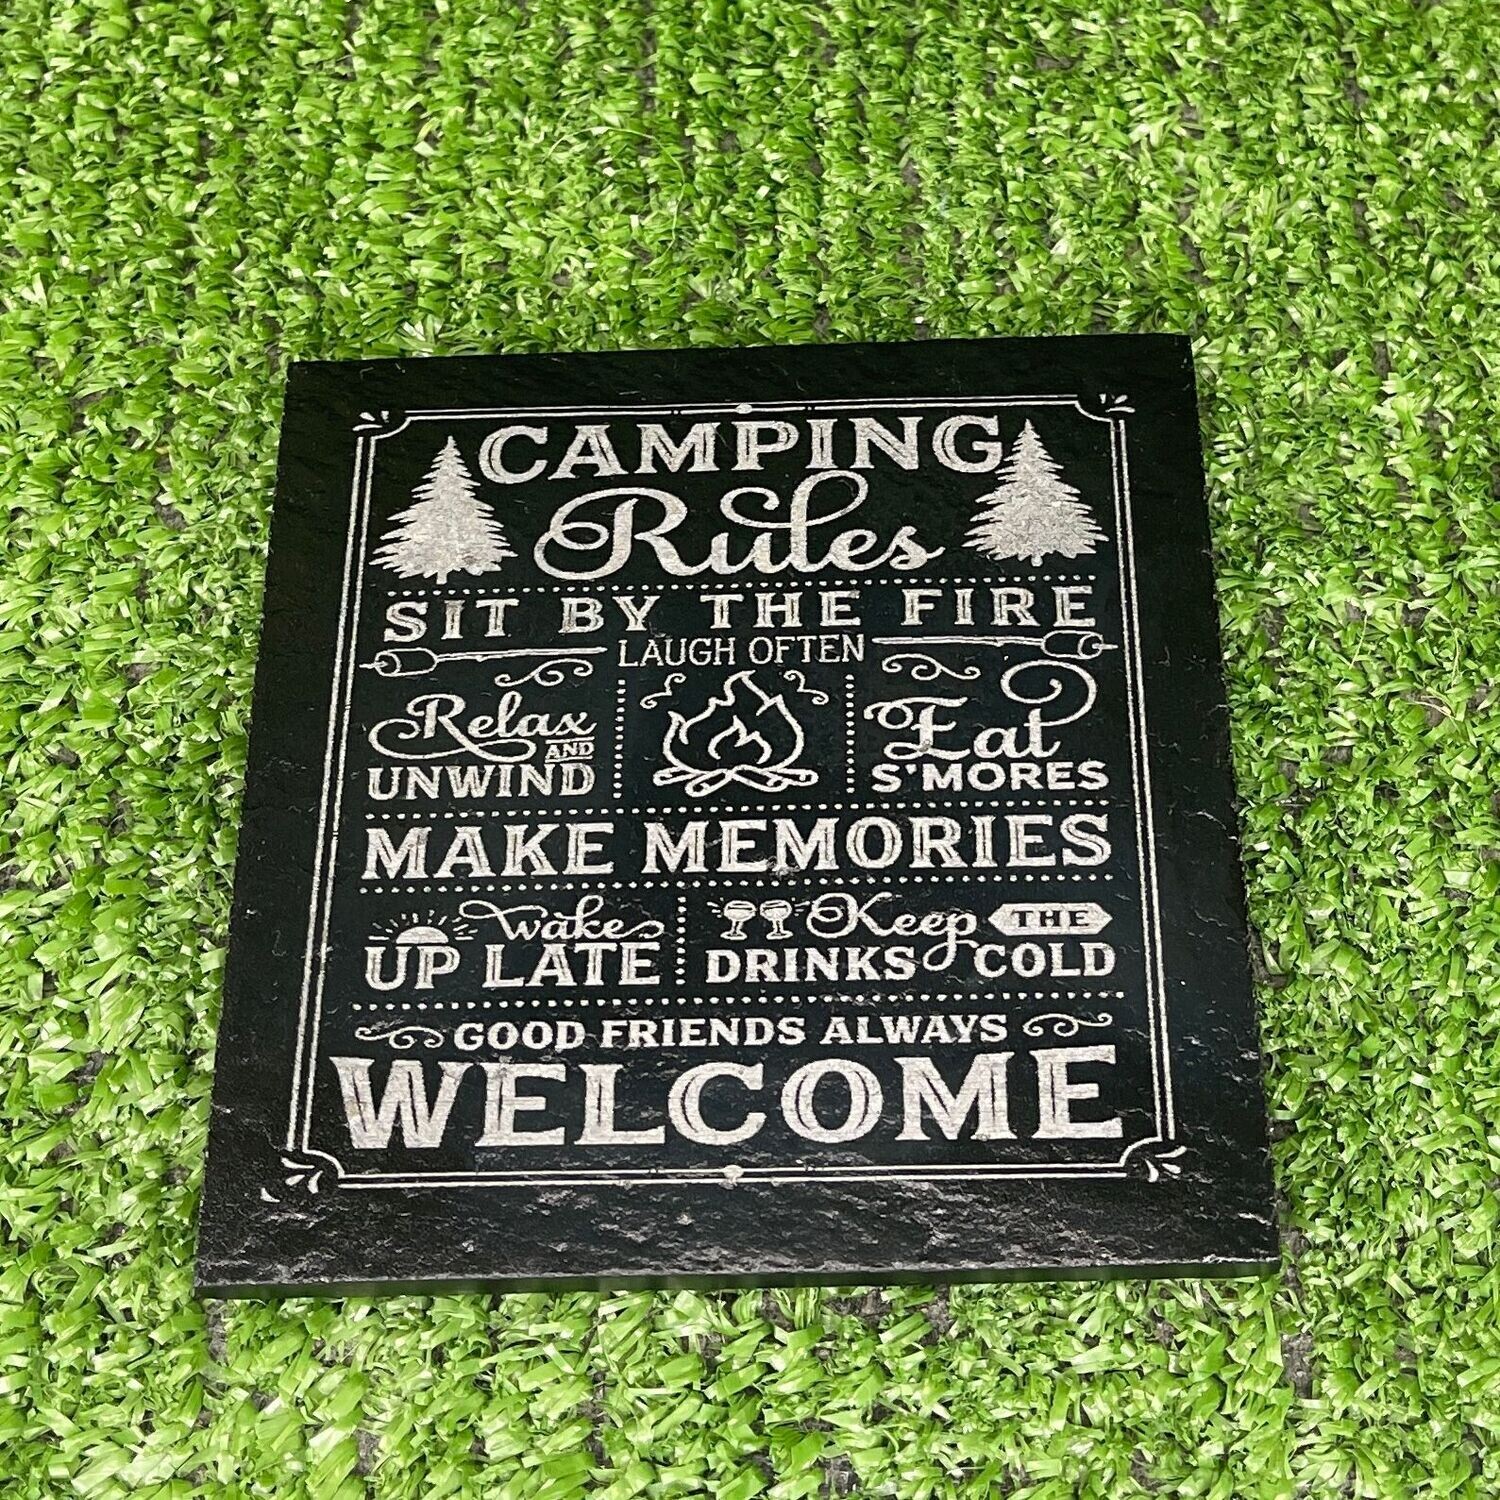 CAMPING
Rules
SIT BY THE FIRE
LAUGH OFTEN
Relax
AND
UNWIND
Eat
S'MORES
MAKE MEMORIES
wake
UP LATE
Keep THE
DRINKS COLD
GOOD FRIENDS ALWAYS
WELCOME